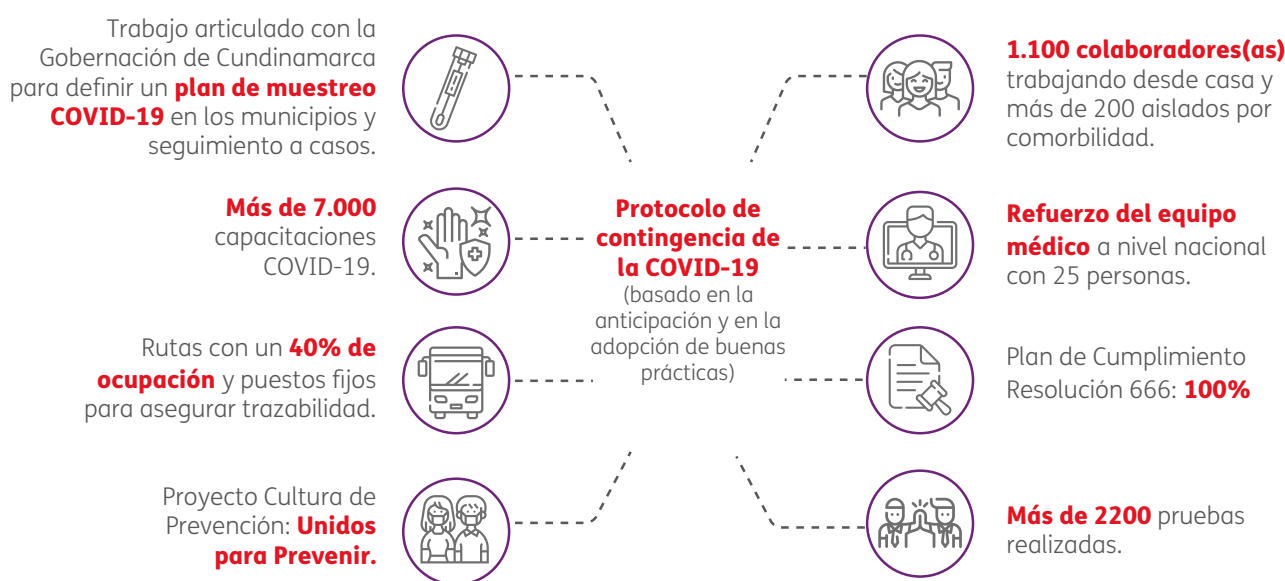 Trabajo articulado con la
Gobernación de Cundinamarca
para definir un plan de muestreo
COVID-19 en los municipios y
seguimiento a casos.
Más de 7.000
capacitaciones
COVID-19.
Rutas con un 40% de
ocupación y puestos fijos
para asegurar trazabilidad.
Proyecto Cultura de
Prevención: Unidos
para Prevenir.
Protocolo de
contingencia de
la COVID-19
(basado en la
anticipación y en la
adopción de buenas
prácticas)
1.100 colaboradores(as)
trabajando desde casa y
más de 200 aislados por
comorbilidad.
Refuerzo del equipo
médico a nivel nacional
con 25 personas.
Plan de Cumplimiento
Resolución 666: 100%
Más de 2200 pruebas
realizadas.